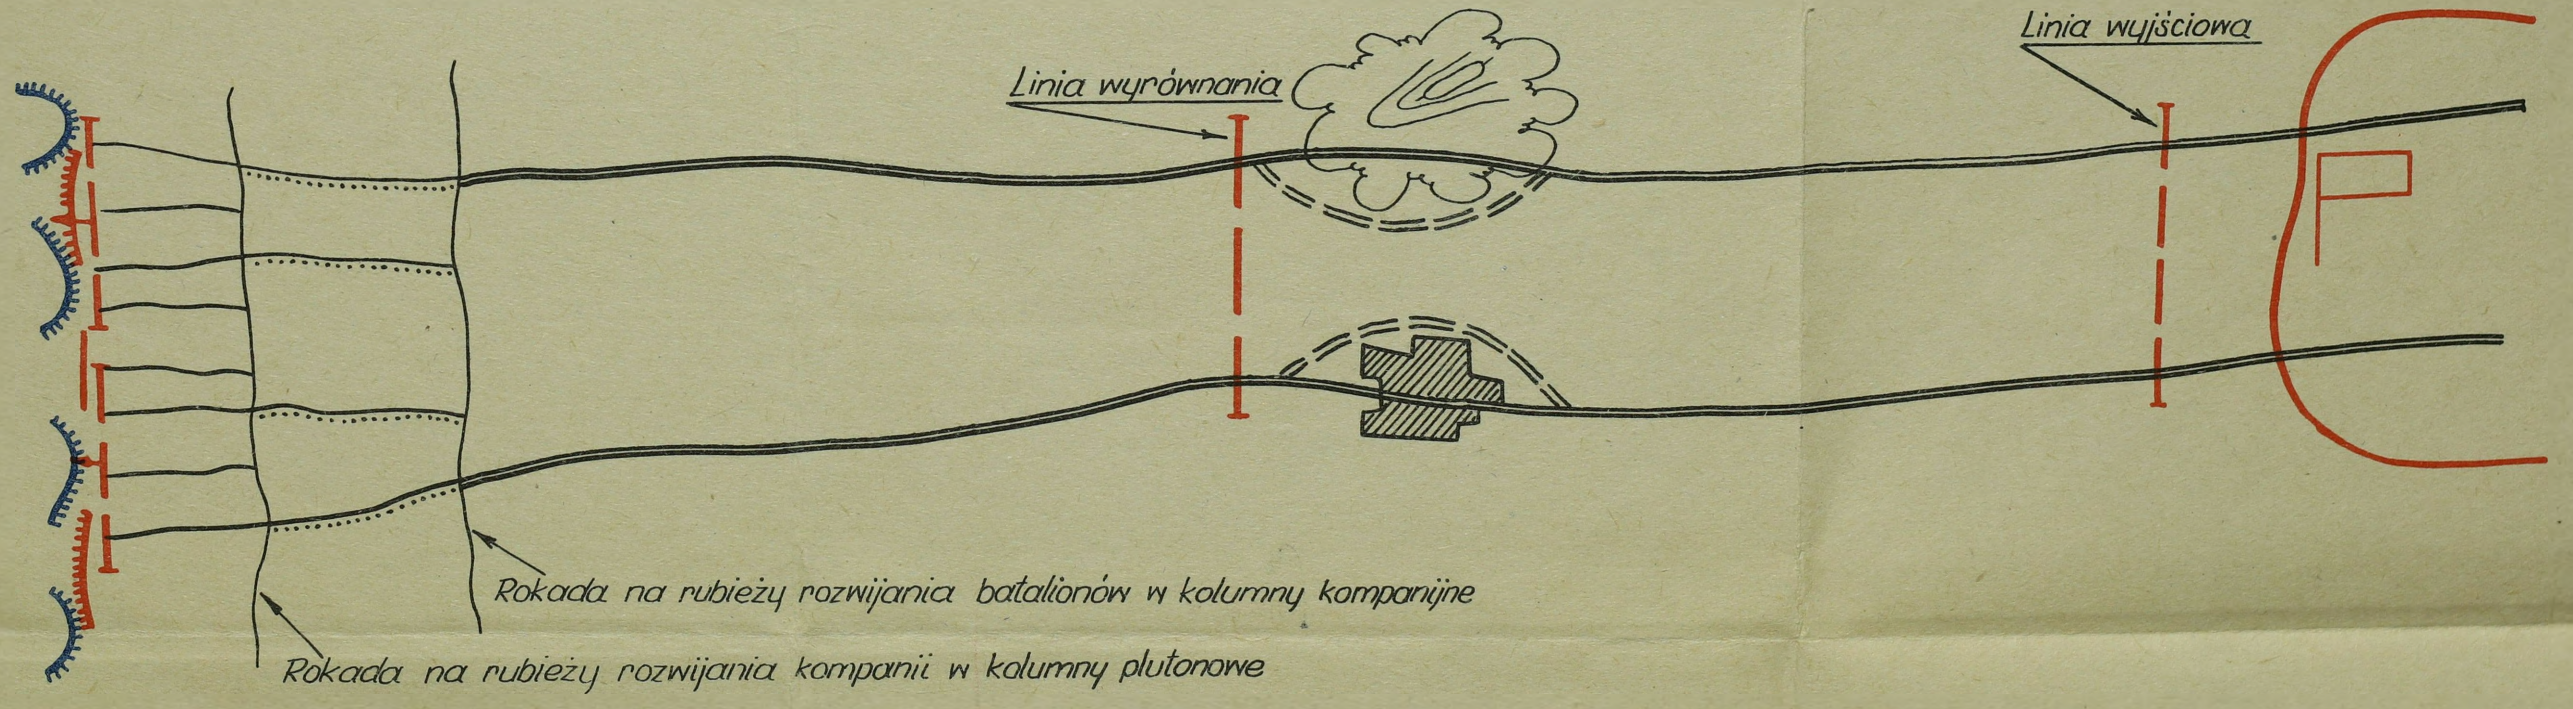 Linia wyjściowa
Linia wyrównania
Rokada na rubieży rozwijania batalionów w kolumny kompanijne
Rokada na rubieży rozwijania kompanii w kolumny plutonowe